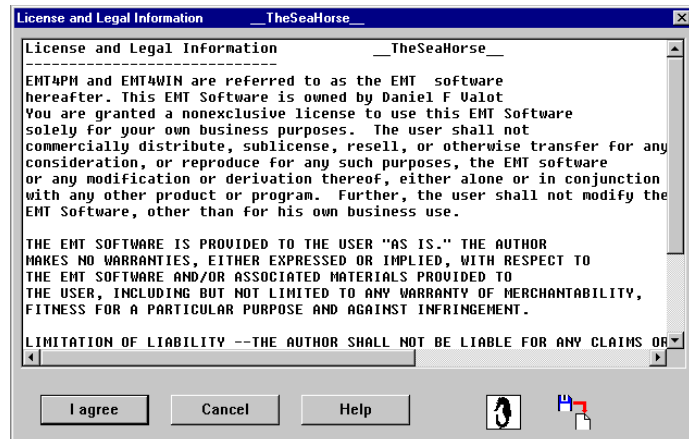 License and Legal Information __TheSeaHorse__
License and Legal Information __TheSeaHorse__
------------------------------
EMT4PM and EMT4WIN are referred to as the EMT software
hereafter. This EMT Software is owned by Daniel F Valot
You are granted a nonexclusive license to use this EMT Software
solely for your own business purposes. The user shall not
commercially distribute, sublicense, resell, or otherwise transfer for any
consideration, or reproduce for any such purposes, the EMT software
or any modification or derivation thereof, either alone or in conjunction
with any other product or program. Further, the user shall not modify the
EMT Software, other than for his own business use.
THE EMT SOFTWARE IS PROVIDED TO THE USER "AS IS." THE AUTHOR
MAKES NO WARRANTIES, EITHER EXPRESSED OR IMPLIED, WITH RESPECT TO
THE EMT SOFTWARE AND/OR ASSOCIATED MATERIALS PROVIDED TO
THE USER, INCLUDING BUT NOT LIMITED TO ANY WARRANTY OF MERCHANTABILITY,
FITNESS FOR A PARTICULAR PURPOSE AND AGAINST INFRINGEMENT.
LIMITATION OF LIABILITY --THE AUTHOR SHALL NOT BE LIABLE FOR ANY CLAIMS OR
I agree Cancel Help